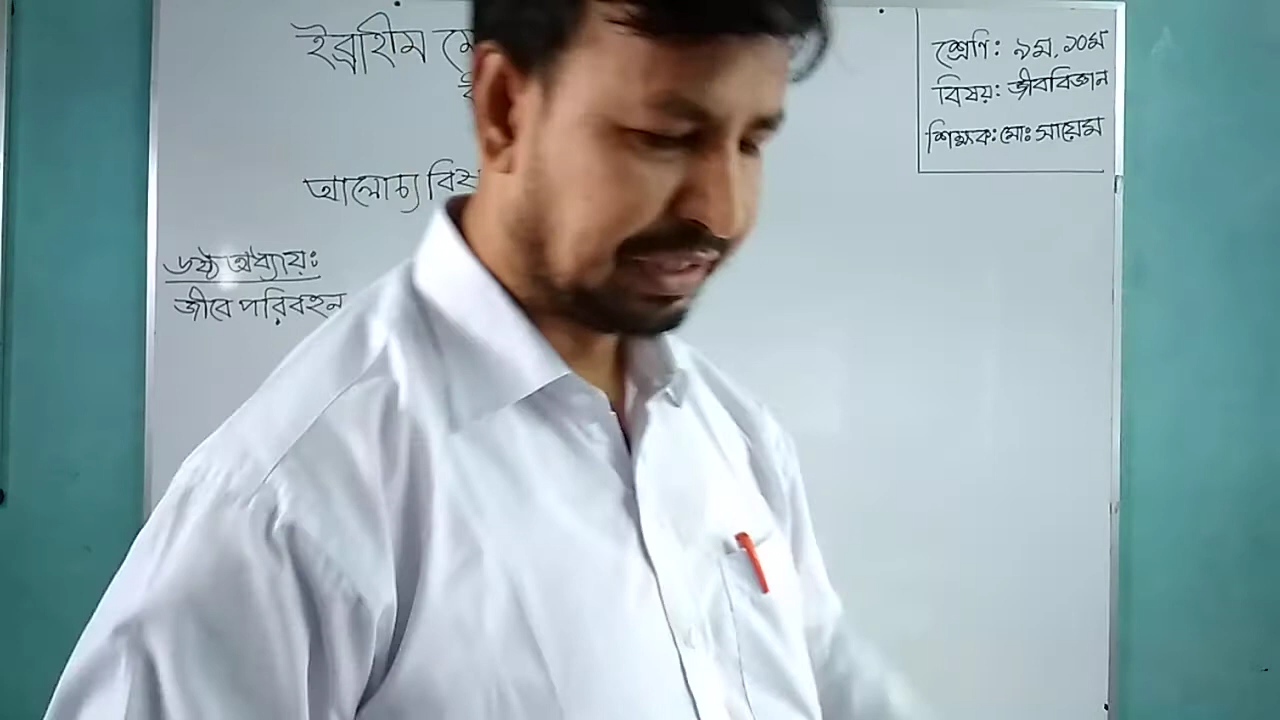 ইব্রাহীম মে
আলোচ্য বিষ
৬ষ্ঠ অধ্যায়ঃ
জীবে পরিবহন
শ্রেণি: ৯ম, ১০ম
বিষয়: জীববিজ্ঞান
শিক্ষক: মোঃ সায়েম